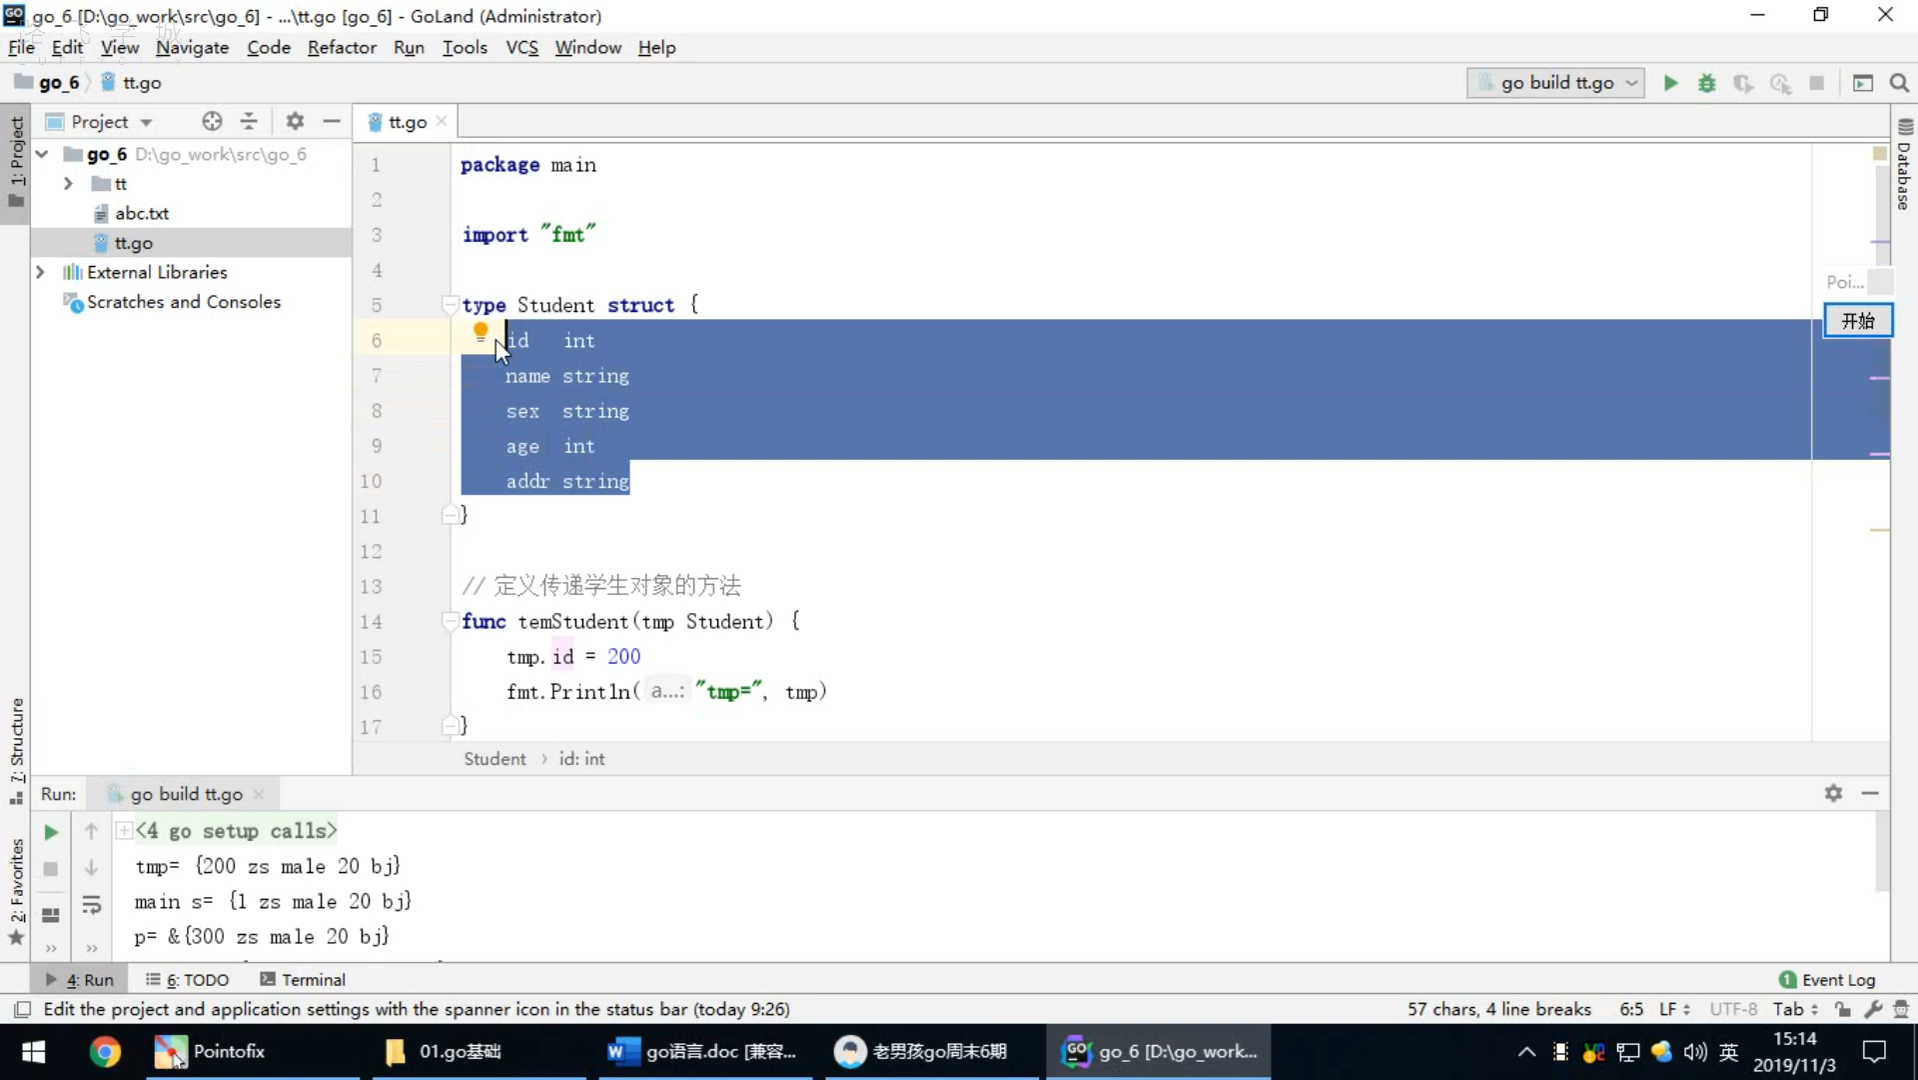 go_6 [D:\go_work\src\go_6] - ...\tt.go [go_6] - GoLand (Administrator)
File Edit View Navigate Code Refactor Run Tools VCS Window Help
go_6 tt.go
go build tt.go
1: Project
Project
tt.go
go_6 D:\go_work\src\go_6
tt
abc.txt
tt.go
External Libraries
Scratches and Consoles
Database
1 package main
2
3 import "fmt"
4
5 type Student struct {
6 id int
7 name string
8 sex string
9 age int
10 addr string
11 }
12
13 // 定义传递学生对象的方法
14 func temStudent(tmp Student) {
15 tmp.id = 200
16 fmt.Println( a...: "tmp=", tmp)
17 }
Student › id: int
Poi...
开始
7: Structure
2: Favorites
Run: go build tt.go
<4 go setup calls>
tmp= {200 zs male 20 bj}
main s= {1 zs male 20 bj}
p= &{300 zs male 20 bj}
4: Run 6: TODO Terminal
1 Event Log
Edit the project and application settings with the spanner icon in the status bar (today 9:26)
57 chars, 4 line breaks 6:5 LF UTF-8 Tab
Pointofix
01.go基础
go语言.doc [兼容...
老男孩go周末6期
go_6 [D:\go_work...
英
15:14
2019/11/3